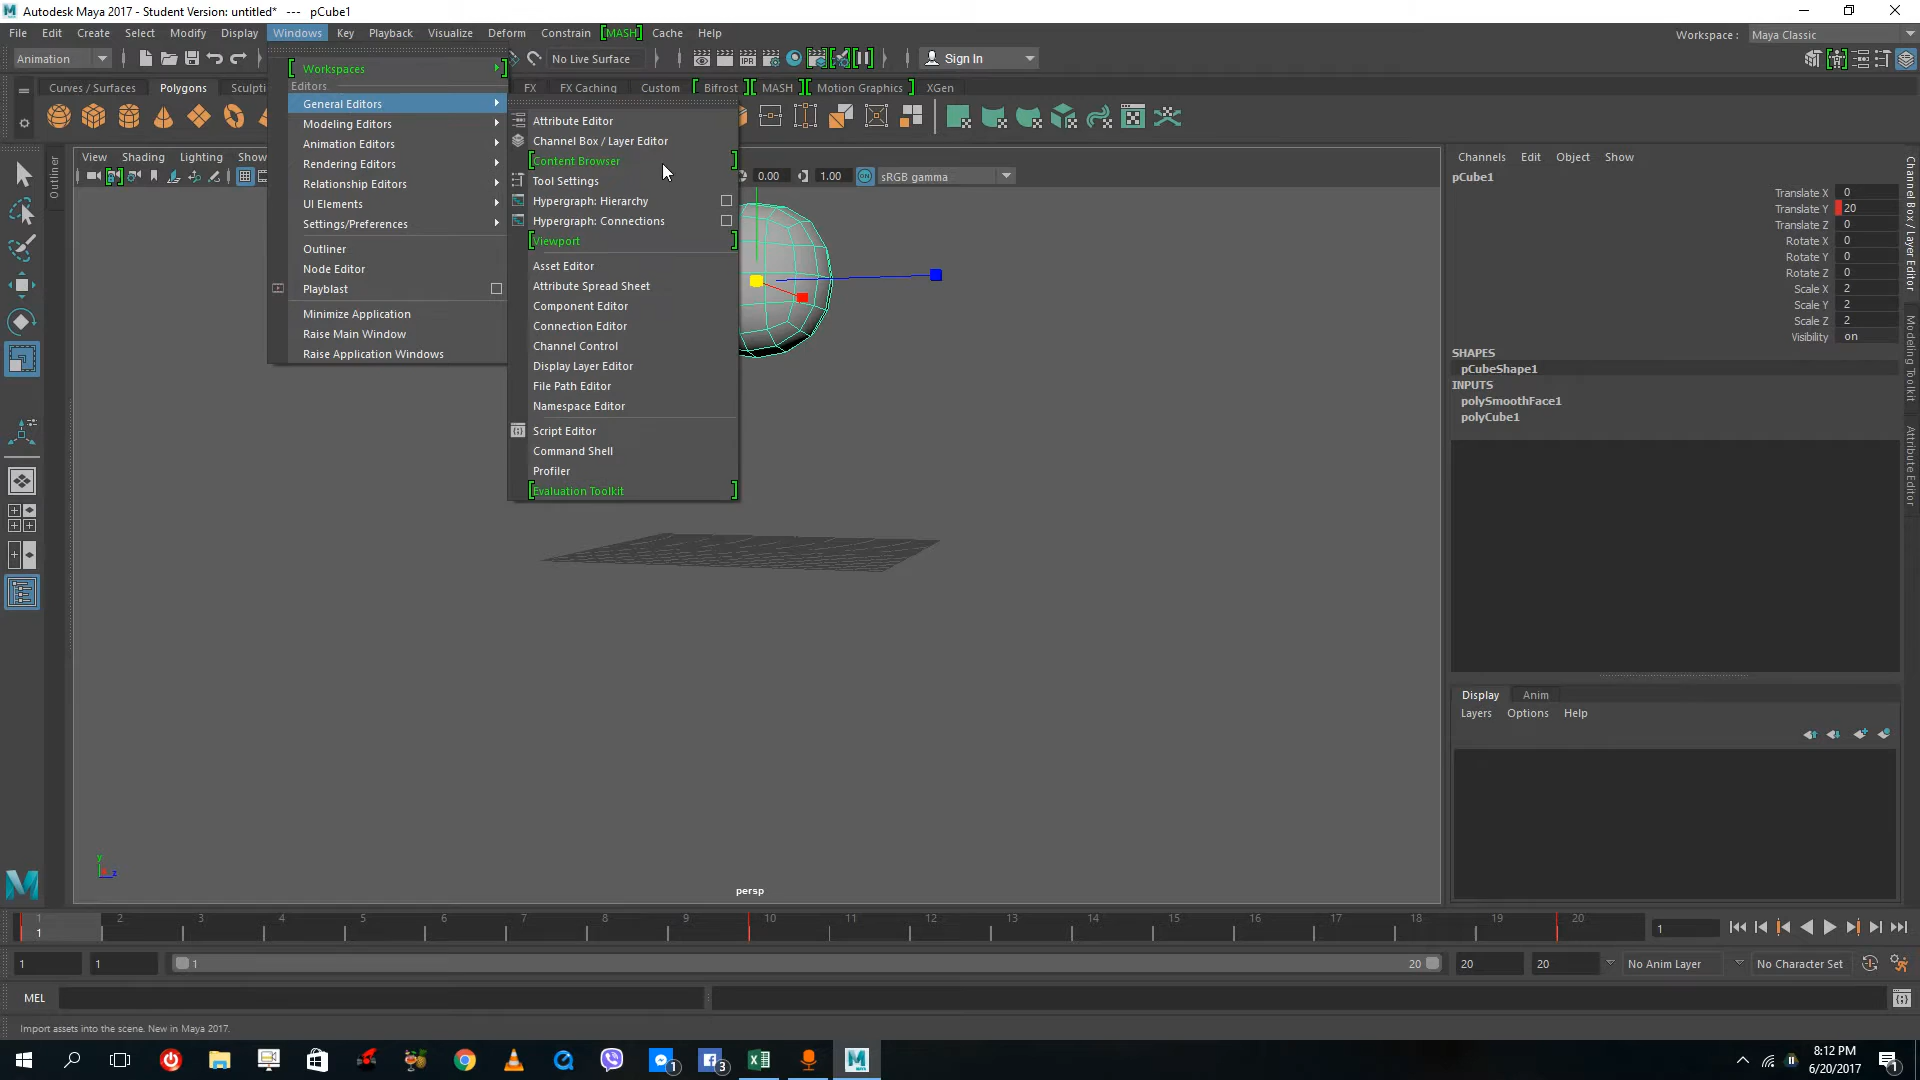 Autodesk Maya 2017 - Student Version: untitled*   ---   pCube1
File Edit Create Select Modify Display Windows Key Playback Visualize Deform Constrain [MASH] Cache Help
Workspace : Maya Classic
Animation
No Live Surface
Sign In
Curves / Surfaces Polygons Sculpti
FX FX Caching Custom [ Bifrost ] [ MASH ] [ Motion Graphics ] XGen
[ Workspaces ]
Editors
General Editors
Modeling Editors
Animation Editors
Rendering Editors
Relationship Editors
UI Elements
Settings/Preferences
Outliner
Node Editor
Playblast
Minimize Application
Raise Main Window
Raise Application Windows
Attribute Editor
Channel Box / Layer Editor
[Content Browser ]
Tool Settings
Hypergraph: Hierarchy
Hypergraph: Connections
[Viewport ]
Asset Editor
Attribute Spread Sheet
Component Editor
Connection Editor
Channel Control
Display Layer Editor
File Path Editor
Namespace Editor
Script Editor
Command Shell
Profiler
[Evaluation Toolkit ]
Outliner
View Shading Lighting Show
0.00 1.00 ON sRGB gamma
persp
y
z
Channels Edit Object Show
pCube1
Translate X 0
Translate Y 20
Translate Z 0
Rotate X 0
Rotate Y 0
Rotate Z 0
Scale X 2
Scale Y 2
Scale Z 2
Visibility on
SHAPES
pCubeShape1
INPUTS
polySmoothFace1
polyCube1
Channel Box / Layer Editor
Modeling Toolkit
Attribute Editor
Display Anim
Layers Options Help
1 2 3 4 5 6 7 8 9 10 11 12 13 14 15 16 17 18 19 20
1
1
1 1 1 20 20 20 No Anim Layer No Character Set
MEL
Import assets into the scene. New in Maya 2017.
1
3
8:12 PM
6/20/2017
1